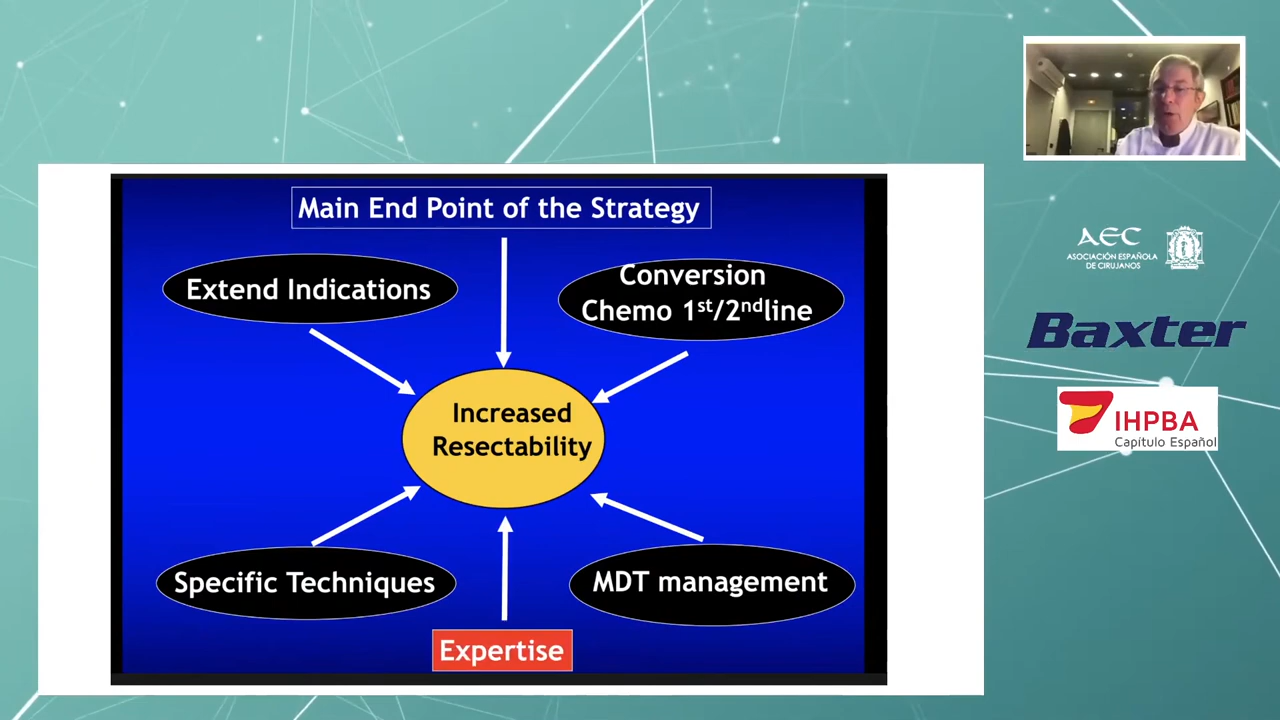 Main End Point of the Strategy
Extend Indications
Conversion
Chemo 1st/2ndline
Increased
Resectability
Specific Techniques
MDT management
Expertise
AEC
ASOCIACIÓN ESPAÑOLA
DE CIRUJANOS
Baxter
IHPBA
Capítulo Español